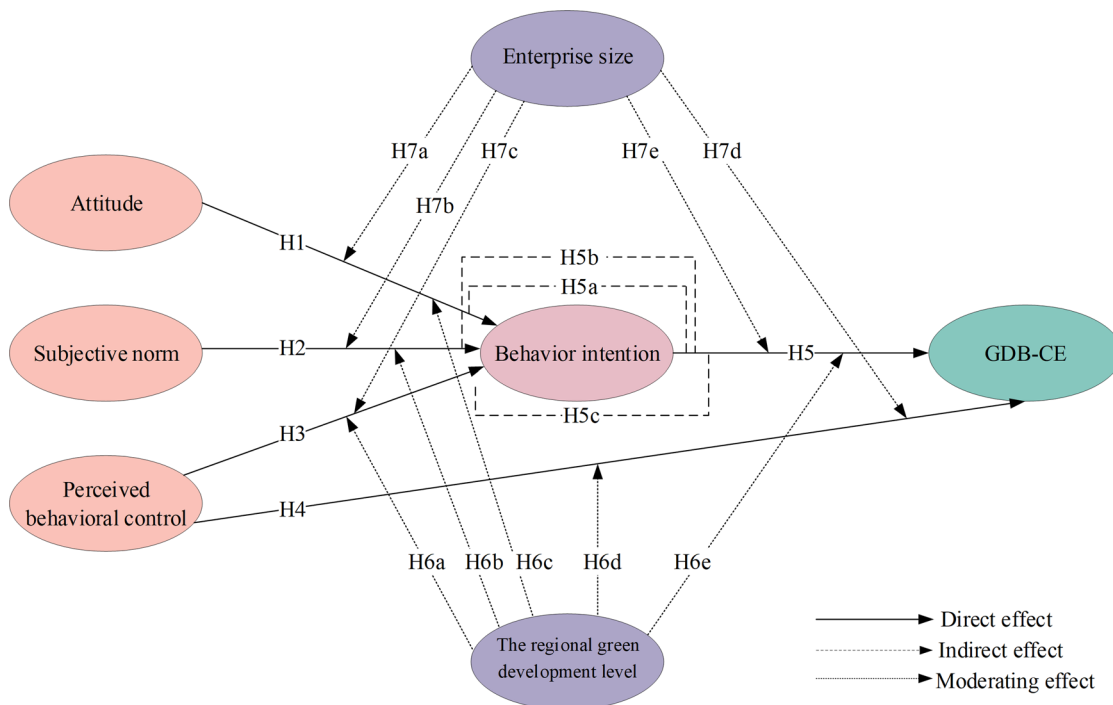 Enterprise size
H7a
H7c
H7e
H7d
Attitude
H7b
H1
H5b
H5a
Subjective norm
H2
Behavior intention
H5
GDB-CE
H5c
H3
Perceived
behavioral control
H4
H6a
H6b
H6c
H6d
H6e
The regional green
development level
Direct effect
Indirect effect
Moderating effect